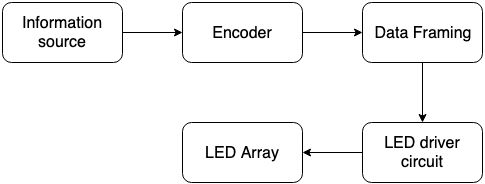 Information
source
Encoder
Data Framing
LED driver
circuit
LED Array